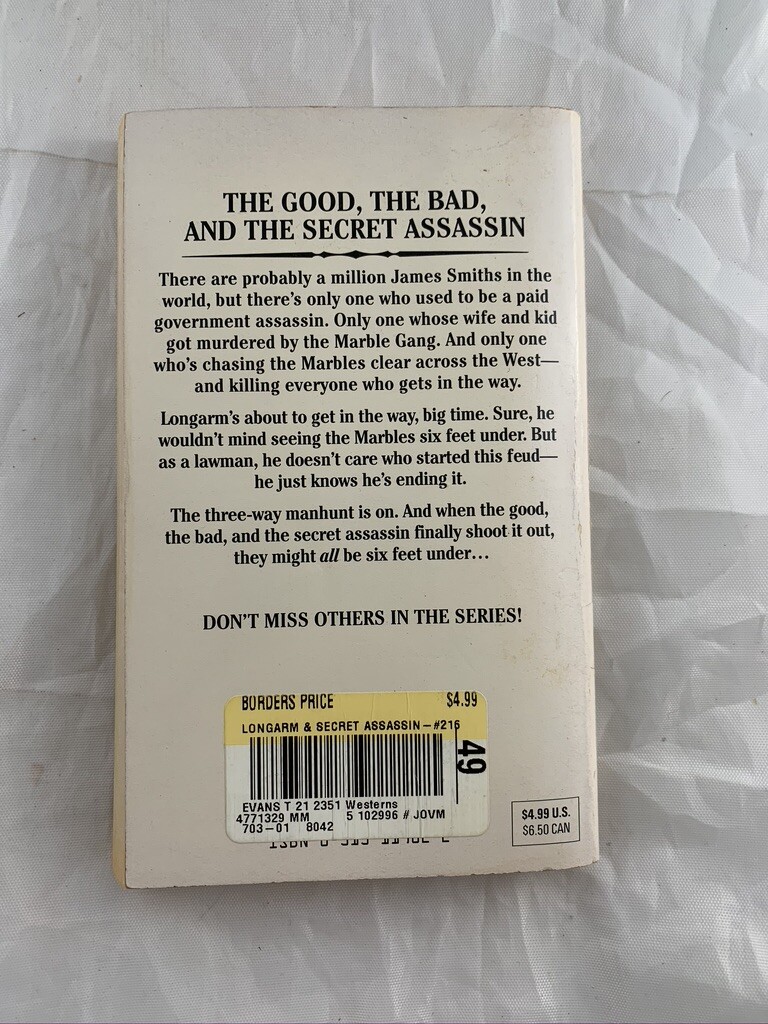 THE GOOD, THE BAD,
AND THE SECRET ASSASSIN
There are probably a million James Smiths in the
world, but there's only one who used to be a paid
government assassin. Only one whose wife and kid
got murdered by the Marble Gang. And only one
who's chasing the Marbles clear across the West—
and killing everyone who gets in the way.
Longarm's about to get in the way, big time. Sure, he
wouldn't mind seeing the Marbles six feet under. But
as a lawman, he doesn't care who started this feud—
he just knows he's ending it.
The three-way manhunt is on. And when the good,
the bad, and the secret assassin finally shoot it out,
they might all be six feet under...
DON'T MISS OTHERS IN THE SERIES!
BORDERS PRICE $4.99
LONGARM & SECRET ASSASSIN—#216
49
EVANS T 21 2351 Westerns
4771329 MM 5 102996 # JOVM
703-01 8042
$4.99 U.S.
$6.50 CAN